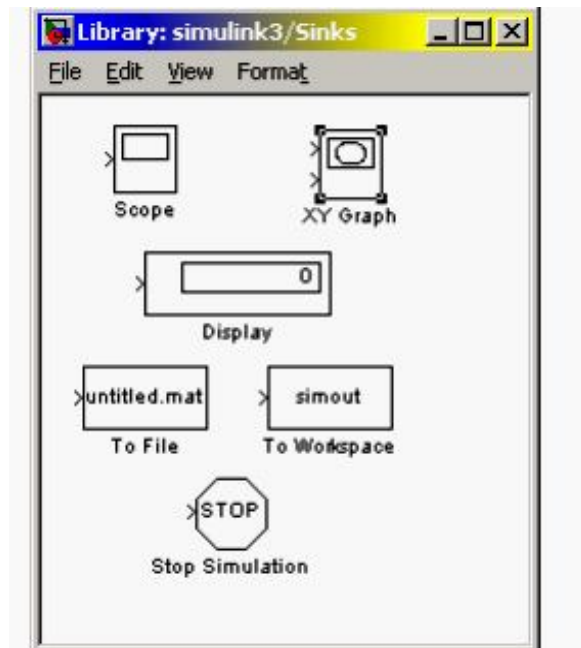 Library: simulink3/Sinks
File Edit View Format
Scope
XY Graph
0
Display
untitled.mat
simout
To File
To Workspace
STOP
Stop Simulation